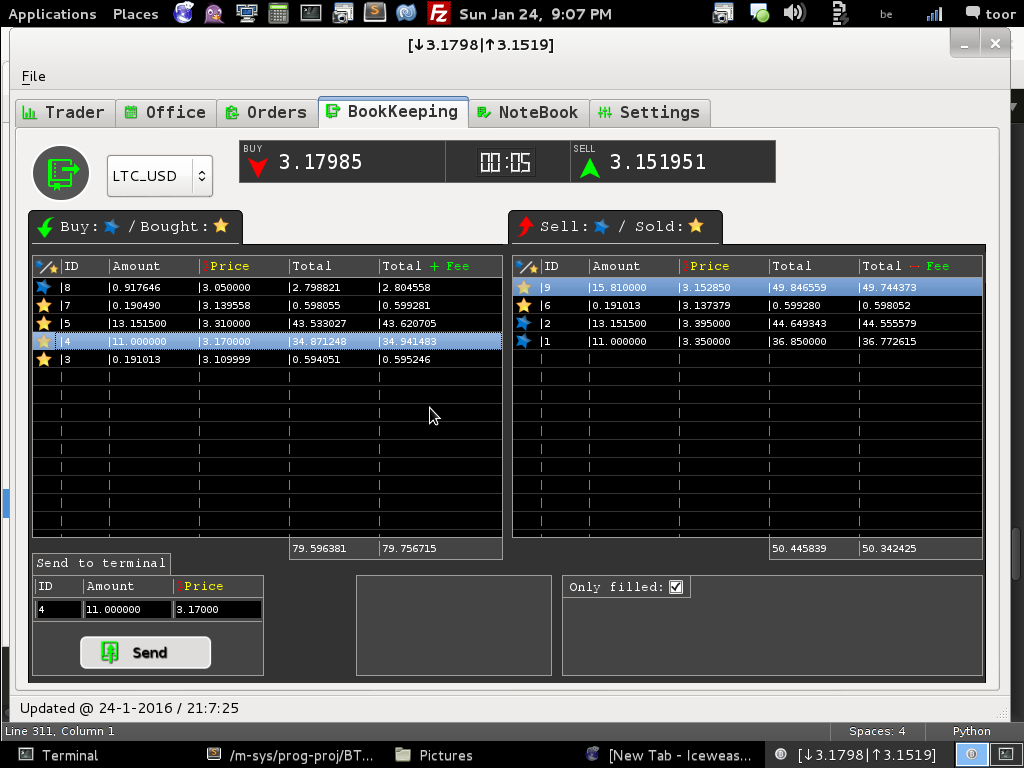 Applications Places Sun Jan 24, 9:07 PM be toor
[↓3.1798|↑3.1519]
File
Trader Office Orders BookKeeping NoteBook Settings
LTC_USD BUY 3.17985 00:05 SELL 3.151951
Buy: / Bought: Sell: / Sold:
ID |Amount Price |Total |Total + Fee
|8 |0.917646 |3.050000 |2.798821 |2.804558
|7 |0.190490 |3.139558 |0.598055 |0.599281
|5 |13.151500 |3.310000 |43.533027 |43.620705
|4 |11.000000 |3.170000 |34.871248 |34.941483
|3 |0.191013 |3.109999 |0.594051 |0.595246
79.596381 |79.756715
ID |Amount Price |Total |Total -- Fee
|9 |15.810000 |3.152850 |49.846559 |49.744373
|6 |0.191013 |3.137379 |0.599280 |0.598052
|2 |13.151500 |3.395000 |44.649343 |44.555579
|1 |11.000000 |3.350000 |36.850000 |36.772615
50.445839 |50.342425
Send to terminal
ID |Amount Price
4 11.000000 3.17000
Send
Only filled:
Updated @ 24-1-2016 / 21:7:25
Line 311, Column 1 Spaces: 4 Python
Terminal /m-sys/prog-proj/BT... Pictures [New Tab - Iceweas... [↓3.1798|↑3.1519]